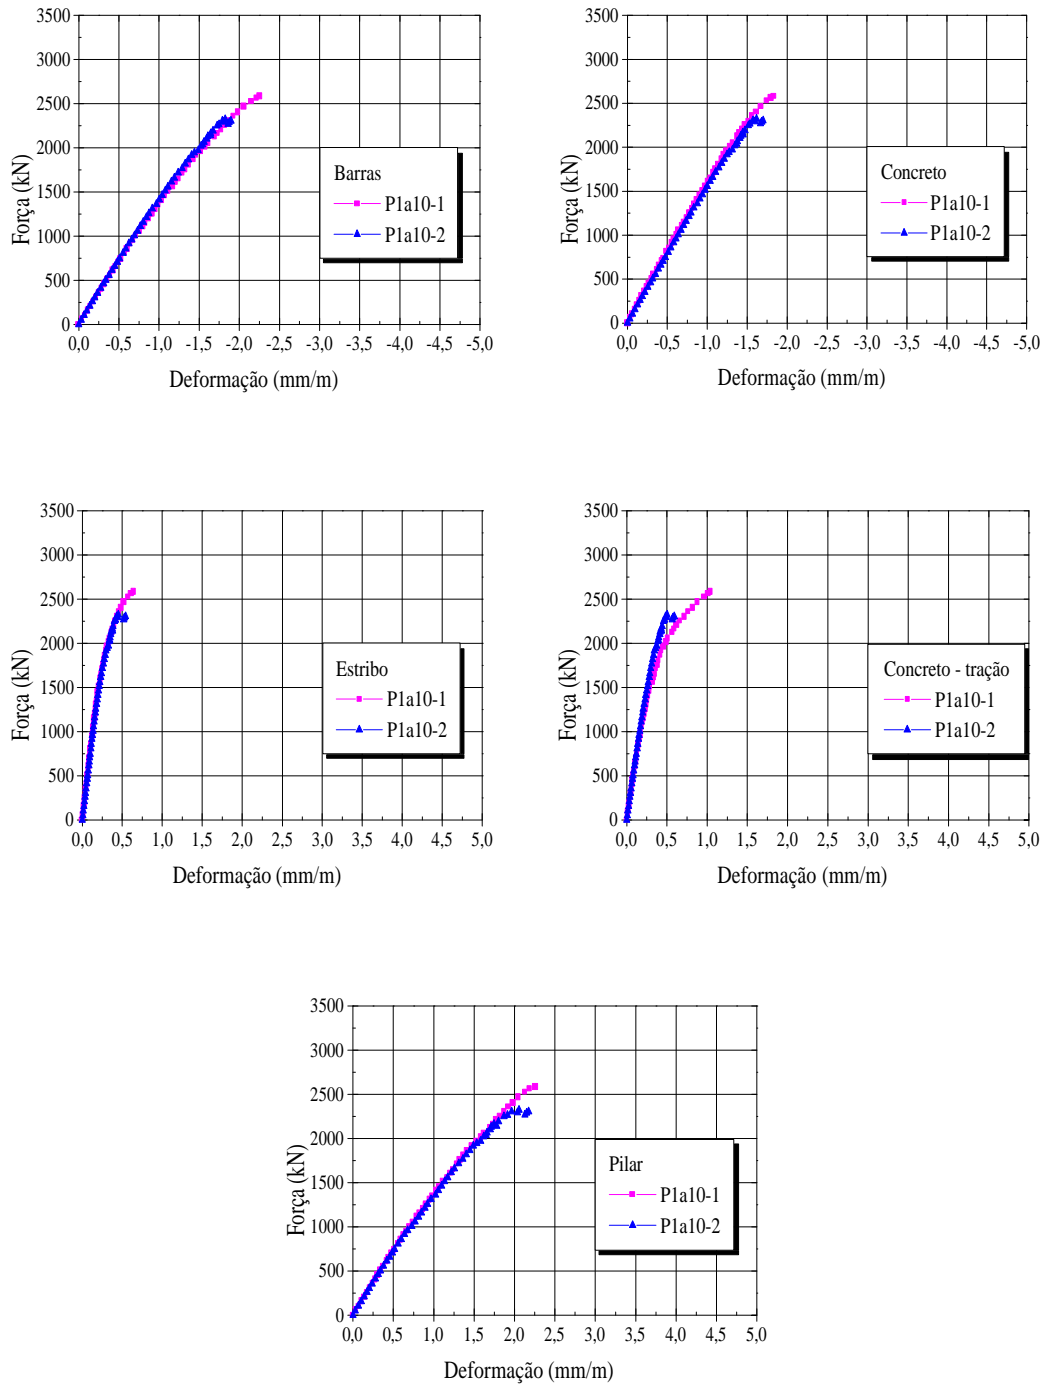 3500
3000
2500
2000
1500
1000
500
0
Força (kN)
Barras
P1a10-1
P1a10-2
0,0 -0,5 -1,0 -1,5 -2,0 -2,5 -3,0 -3,5 -4,0 -4,5 -5,0
Deformação (mm/m)
3500
3000
2500
2000
1500
1000
500
0
Força (kN)
Concreto
P1a10-1
P1a10-2
0,0 -0,5 -1,0 -1,5 -2,0 -2,5 -3,0 -3,5 -4,0 -4,5 -5,0
Deformação (mm/m)
3500
3000
2500
2000
1500
1000
500
0
Força (kN)
Estribo
P1a10-1
P1a10-2
0,0 0,5 1,0 1,5 2,0 2,5 3,0 3,5 4,0 4,5 5,0
Deformação (mm/m)
3500
3000
2500
2000
1500
1000
500
0
Força (kN)
Concreto - tração
P1a10-1
P1a10-2
0,0 0,5 1,0 1,5 2,0 2,5 3,0 3,5 4,0 4,5 5,0
Deformação (mm/m)
3500
3000
2500
2000
1500
1000
500
0
Força (kN)
Pilar
P1a10-1
P1a10-2
0,0 0,5 1,0 1,5 2,0 2,5 3,0 3,5 4,0 4,5 5,0
Deformação (mm/m)